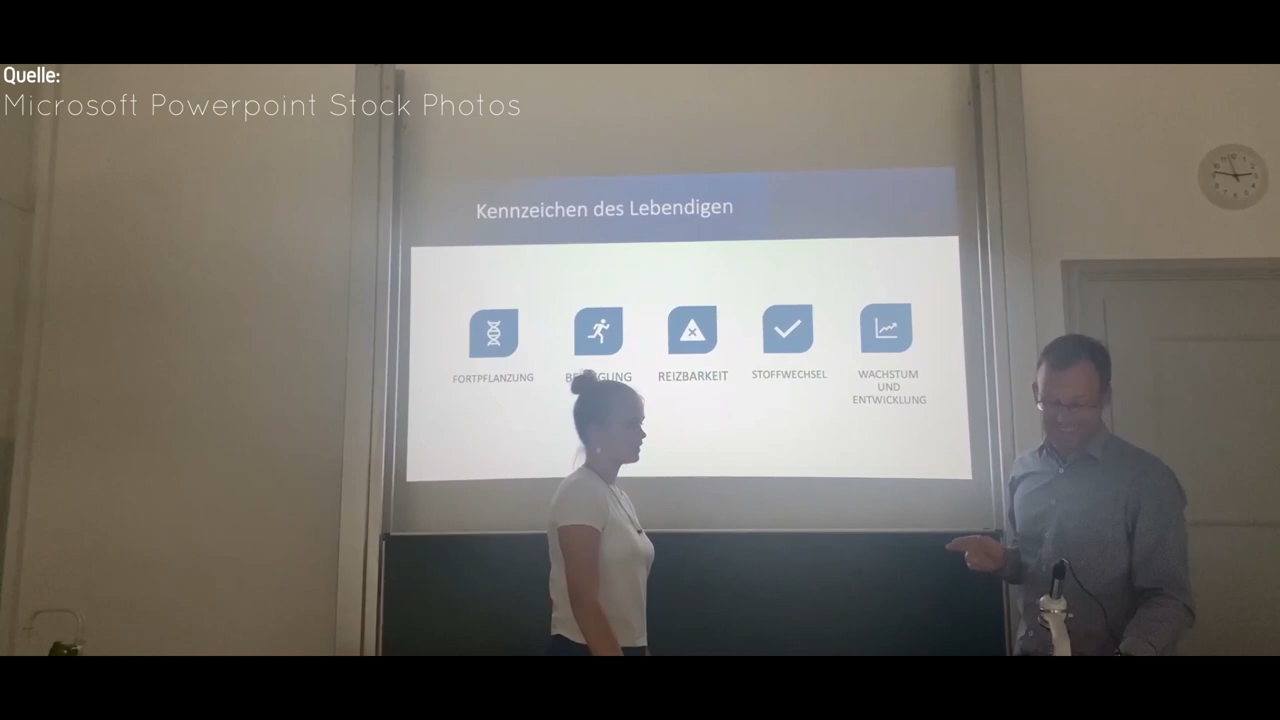 Quelle:
Microsoft Powerpoint Stock Photos
Kennzeichen des Lebendigen
FORTPFLANZUNG
REIZBARKEIT
STOFFWECHSEL
WACHSTUM
UND
ENTWICKLUNG